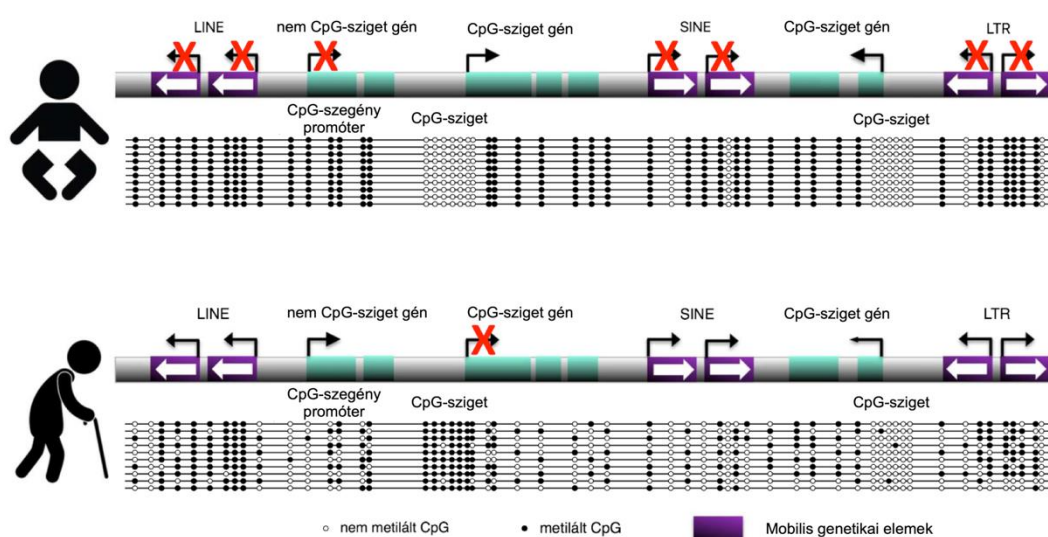 LINE
nem CpG-sziget gén
CpG-sziget gén
SINE
CpG-sziget gén
LTR
CpG-szegény
promóter
CpG-sziget
CpG-sziget
LINE
nem CpG-sziget gén
CpG-sziget gén
SINE
CpG-sziget gén
LTR
CpG-szegény
promóter
CpG-sziget
CpG-sziget
nem metilált CpG
metilált CpG
Mobilis genetikai elemek